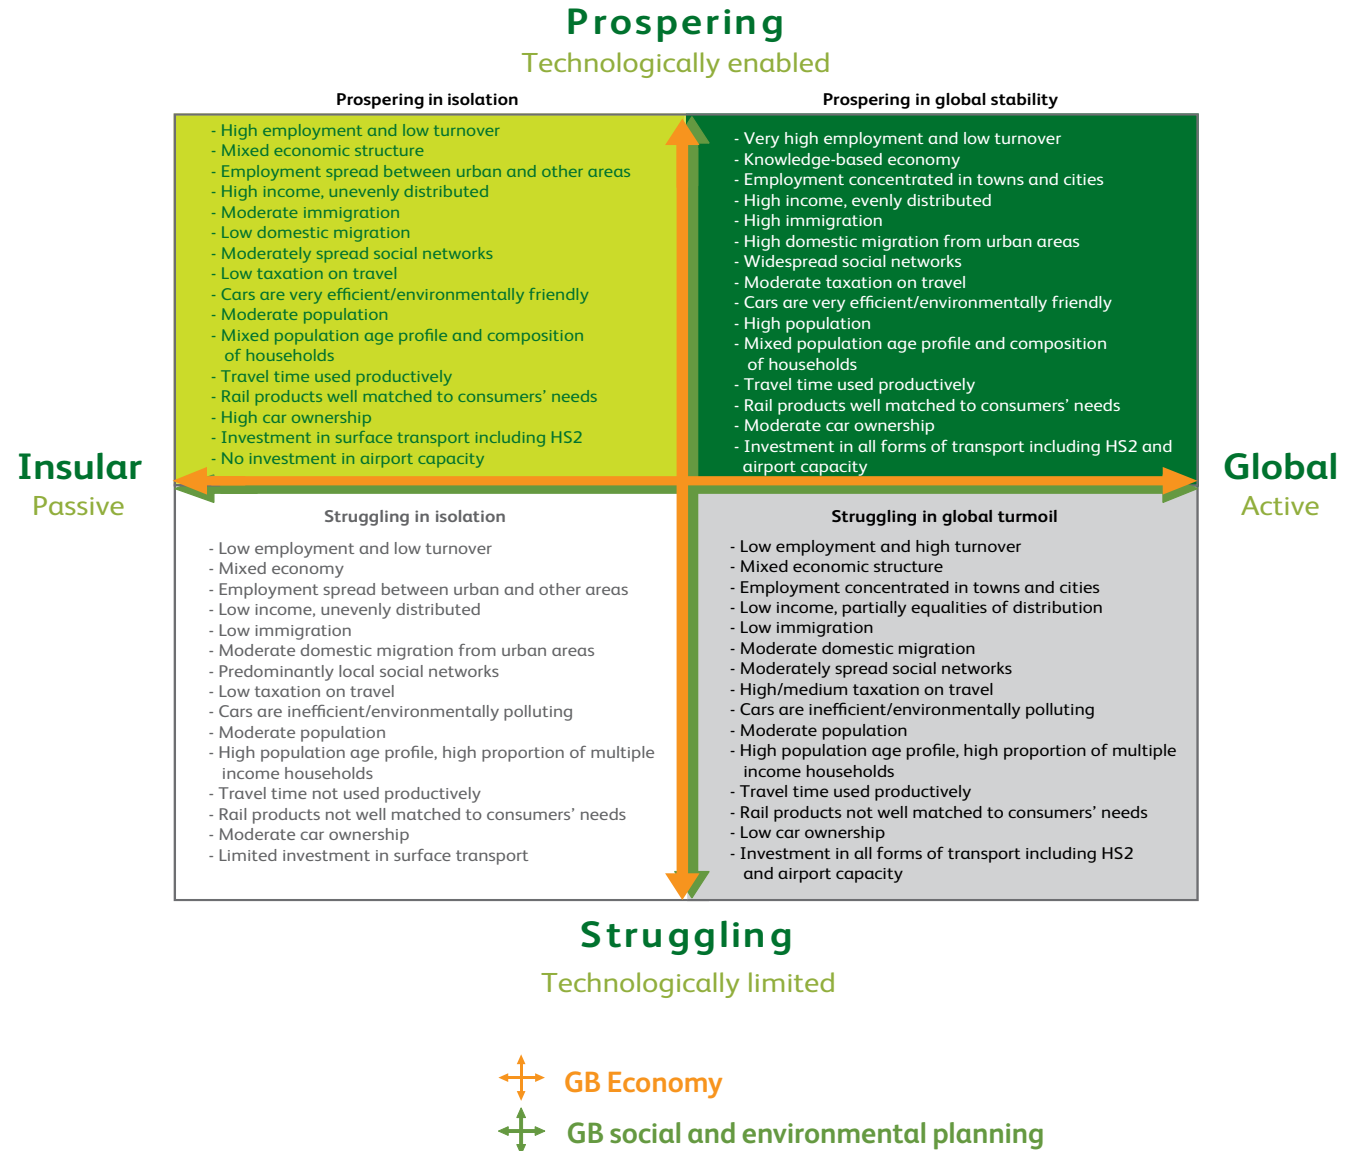 Prospering
Technologically enabled
Prospering in isolation
- High employment and low turnover
- Mixed economic structure
- Employment spread between urban and other areas
- High income, unevenly distributed
- Moderate immigration
- Low domestic migration
- Moderately spread social networks
- Low taxation on travel
- Cars are very efficient/environmentally friendly
- Moderate population
- Mixed population age profile and composition
of households
- Travel time used productively
- Rail products well matched to consumers’ needs
- High car ownership
- Investment in surface transport including HS2
- No investment in airport capacity
-
Prospering in global stability
- Very high employment and low turnover
- Knowledge-based economy
- Employment concentrated in towns and cities
- High income, evenly distributed
- High immigration
- High domestic migration from urban areas
- Widespread social networks
- Moderate taxation on travel
- Cars are very efficient/environmentally friendly
- High population
- Mixed population age profile and composition
of households
- Travel time used productively
- Rail products well matched to consumers’ needs
- Moderate car ownership
- Investment in all forms of transport including HS2 and
airport capacity
Insular
Passive
Global
Active
Struggling in isolation
- Low employment and low turnover
- Mixed economy
- Employment spread between urban and other areas
- Low income, unevenly distributed
- Low immigration
- Moderate domestic migration from urban areas
- Predominantly local social networks
- Low taxation on travel
- Cars are inefficient/environmentally polluting
- Moderate population
- High population age profile, high proportion of multiple
income households
- Travel time not used productively
- Rail products not well matched to consumers’ needs
- Moderate car ownership
- Limited investment in surface transport
Struggling in global turmoil
- Low employment and high turnover
- Mixed economic structure
- Employment concentrated in towns and cities
- Low income, partially equalities of distribution
- Low immigration
- Moderate domestic migration
- Moderately spread social networks
- High/medium taxation on travel
- Cars are inefficient/environmentally polluting
- Moderate population
- High population age profile, high proportion of multiple
income households
- Travel time used productively
- Rail products not well matched to consumers’ needs
- Low car ownership
- Investment in all forms of transport including HS2
and airport capacity
Struggling
Technologically limited
GB Economy
GB social and environmental planning